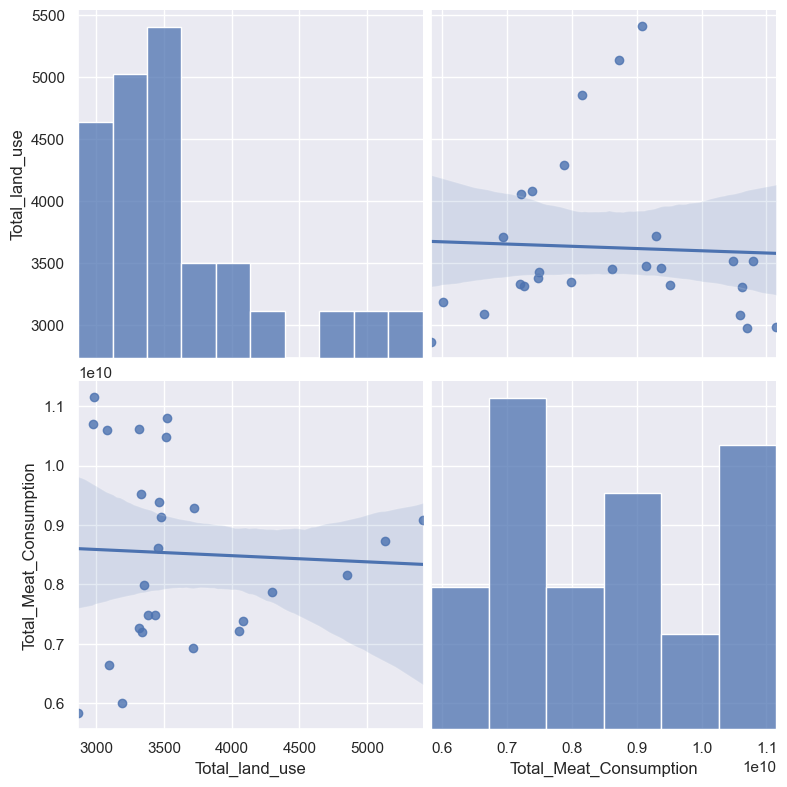 5500
5000
4500
4000
3500
3000
Total_land_use
1e10
1.1
1.0
0.9
0.8
0.7
0.6
Total_Meat_Consumption
3000 3500 4000 4500 5000
Total_land_use
0.6 0.7 0.8 0.9 1.0 1.1
Total_Meat_Consumption
1e10